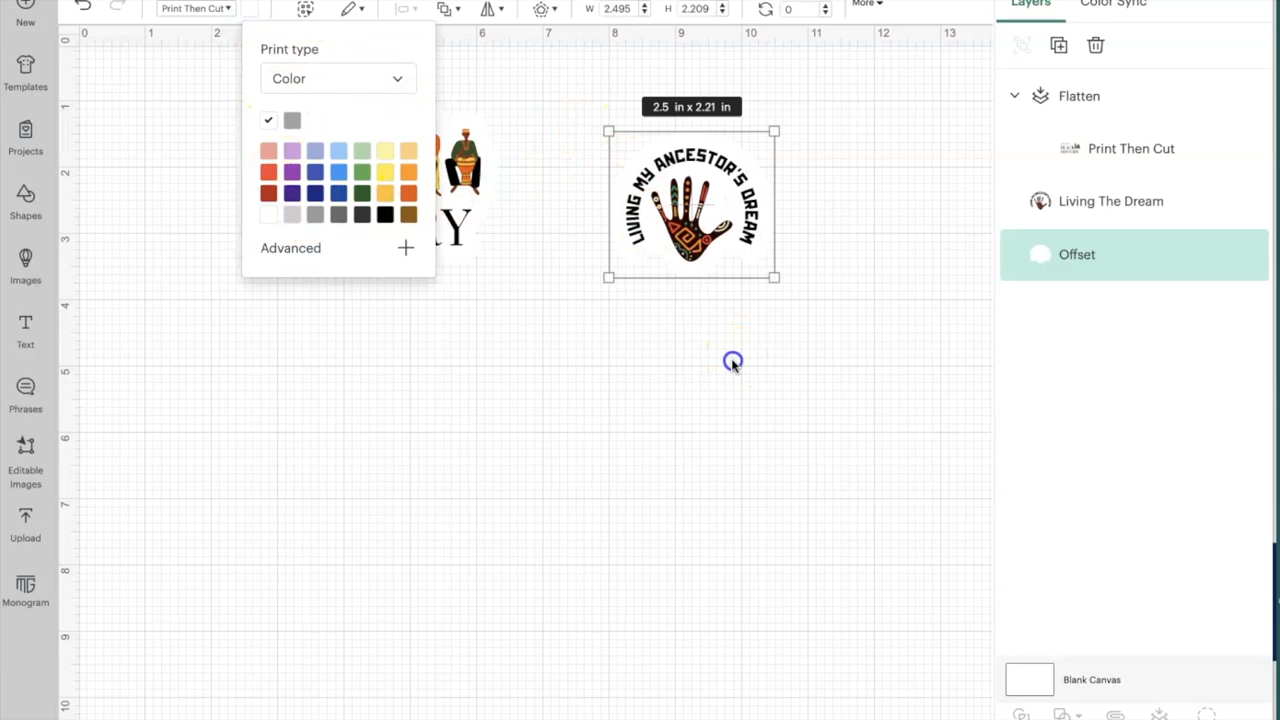 New
Print Then Cut
W 2.495
H 2.209
0
More
Layers
Color Sync
0 1 2 6 7 8 9 10 11 12 13
Templates
Projects
Shapes
Images
Text
Phrases
Editable
Images
Upload
MG
Monogram
0
1
2
3
4
5
6
7
8
9
10
Print type
Color
Advanced
Y
2.5 in x 2.21 in
LIVING MY ANCESTOR'S DREAM
Flatten
Print Then Cut
Living The Dream
Offset
Blank Canvas